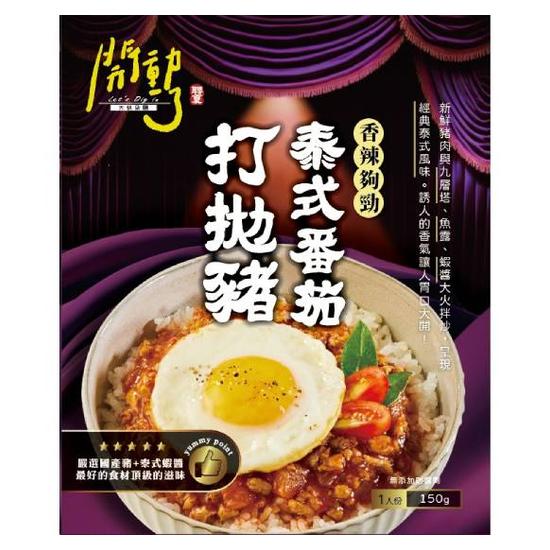 開動了
Let's Dig in
聯夏
香辣夠勁
泰式番茄
打拋豬
新鮮豬肉與九層塔、魚露、蝦醬大火拌炒，呈現
經典泰式風味。誘人的香氣讓人胃口大開！
yummy point
嚴選國產豬+泰式蝦醬
最好的食材頂級的滋味
1人份 150g